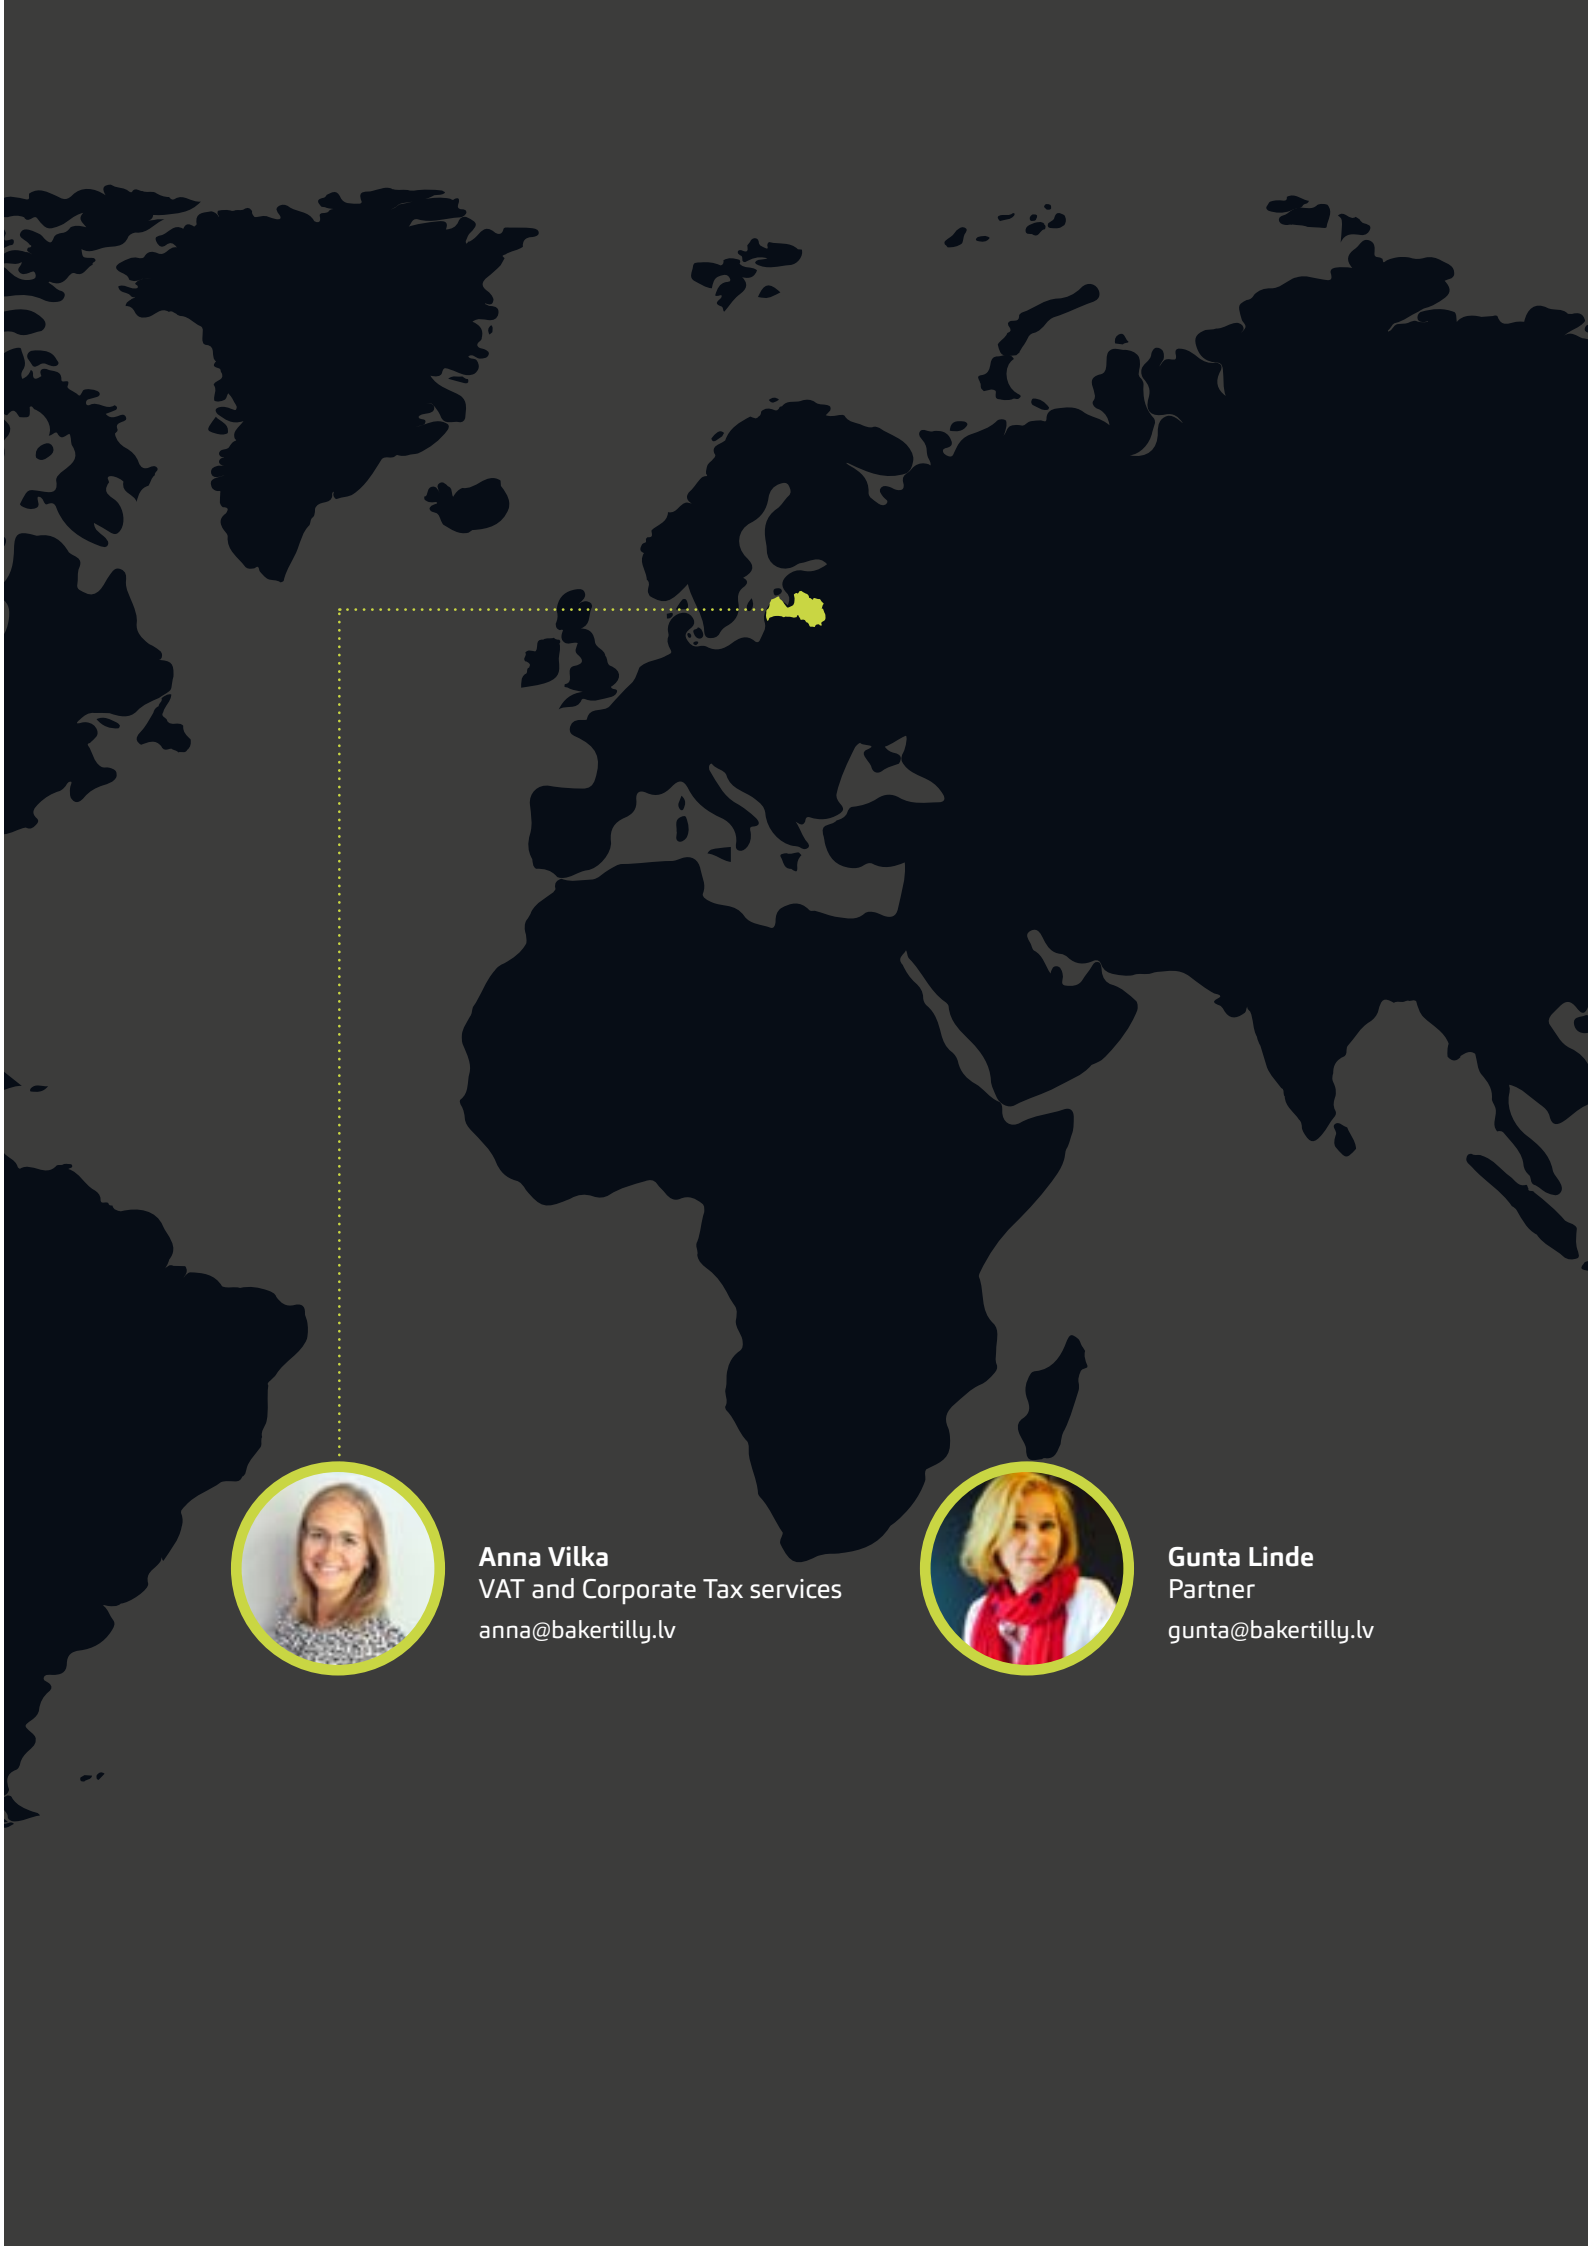 Anna Vilka
VAT and Corporate Tax services
anna@bakertilly.lv
Gunta Linde
Partner
gunta@bakertilly.lv